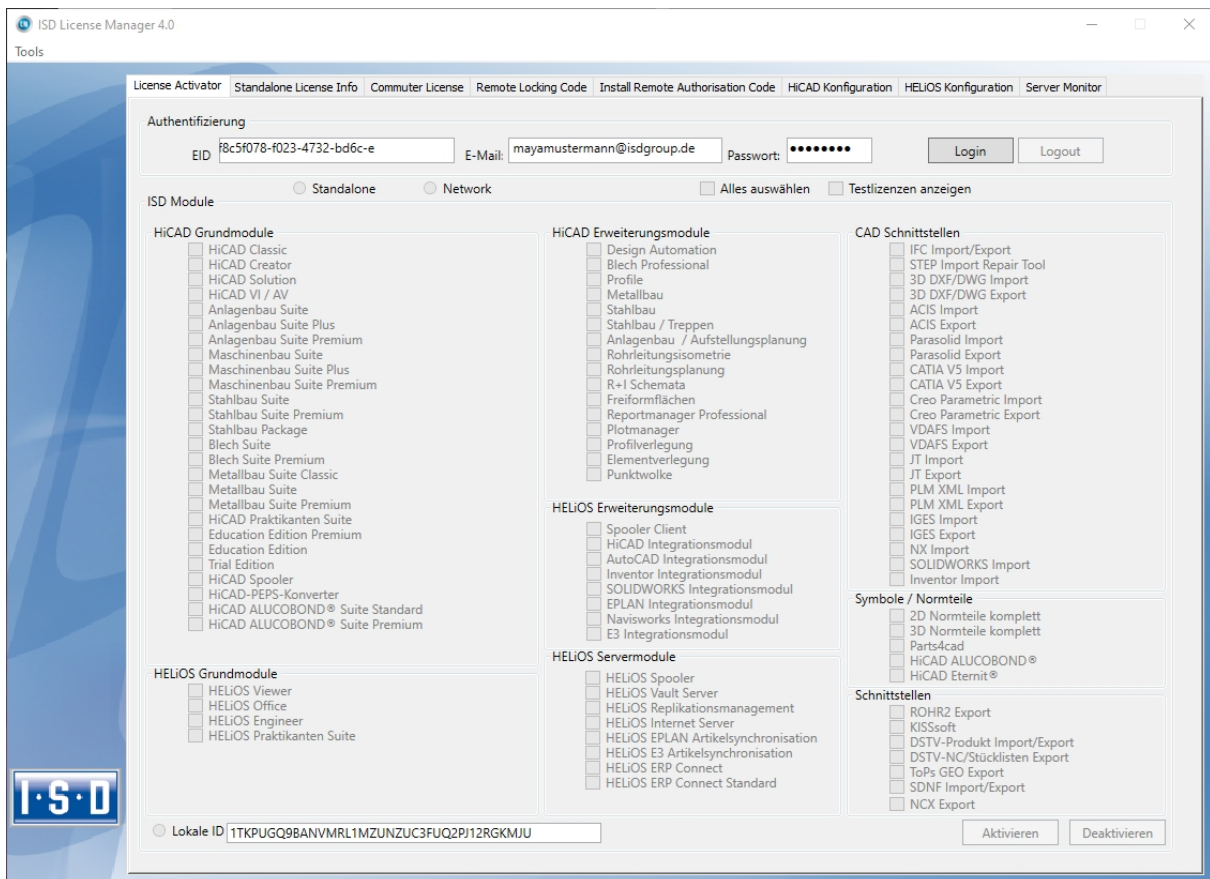 ISD License Manager 4.0
Tools
License Activator
Standalone License Info
Commuter License
Remote Locking Code
Install Remote Authorisation Code
HiCAD Konfiguration
HELiOS Konfiguration
Server Monitor
Authentifizierung
EID f8c5f078-f023-4732-bd6c-e E-Mail: mayamustermann@isdgroup.de Passwort: ●●●●●●●● Login Logout
Standalone Network Alles auswählen Testlizenzen anzeigen
ISD Module
HiCAD Grundmodule
HiCAD Classic
HiCAD Creator
HiCAD Solution
HiCAD VI / AV
Anlagenbau Suite
Anlagenbau Suite Plus
Anlagenbau Suite Premium
Maschinenbau Suite
Maschinenbau Suite Plus
Maschinenbau Suite Premium
Stahlbau Suite
Stahlbau Suite Premium
Stahlbau Package
Blech Suite
Blech Suite Premium
Metallbau Suite Classic
Metallbau Suite
Metallbau Suite Premium
HiCAD Praktikanten Suite
Education Edition Premium
Education Edition
Trial Edition
HiCAD Spooler
HiCAD-PEPS-Konverter
HiCAD ALUCOBOND® Suite Standard
HiCAD ALUCOBOND® Suite Premium
HELiOS Grundmodule
HELiOS Viewer
HELiOS Office
HELiOS Engineer
HELiOS Praktikanten Suite
HiCAD Erweiterungsmodule
Design Automation
Blech Professional
Profile
Metallbau
Stahlbau
Stahlbau / Treppen
Anlagenbau / Aufstellungsplanung
Rohrleitungsisometrie
Rohrleitungsplanung
R+I Schemata
Freiformflächen
Reportmanager Professional
Plotmanager
Profilverlegung
Elementverlegung
Punktwolke
HELiOS Erweiterungsmodule
Spooler Client
HiCAD Integrationsmodul
AutoCAD Integrationsmodul
Inventor Integrationsmodul
SOLIDWORKS Integrationsmodul
EPLAN Integrationsmodul
Navisworks Integrationsmodul
E3 Integrationsmodul
HELiOS Servermodule
HELiOS Spooler
HELiOS Vault Server
HELiOS Replikationsmanagement
HELiOS Internet Server
HELiOS EPLAN Artikelsynchronisation
HELiOS E3 Artikelsynchronisation
HELiOS ERP Connect
HELiOS ERP Connect Standard
CAD Schnittstellen
IFC Import/Export
STEP Import Repair Tool
3D DXF/DWG Import
3D DXF/DWG Export
ACIS Import
ACIS Export
Parasolid Import
Parasolid Export
CATIA V5 Import
CATIA V5 Export
Creo Parametric Import
Creo Parametric Export
VDAFS Import
VDAFS Export
JT Import
JT Export
PLM XML Import
PLM XML Export
IGES Import
IGES Export
NX Import
SOLIDWORKS Import
Inventor Import
Symbole / Normteile
2D Normteile komplett
3D Normteile komplett
Parts4cad
HiCAD ALUCOBOND®
HiCAD Eternit®
Schnittstellen
ROHR2 Export
KISSsoft
DSTV-Produkt Import/Export
DSTV-NC/Stücklisten Export
ToPs GEO Export
SDNF Import/Export
NCX Export
I·S·D
Lokale ID 1TKPUGQ9BANVMRL1MZUNZUC3FUQ2PJ12RGKMJU
Aktivieren Deaktivieren